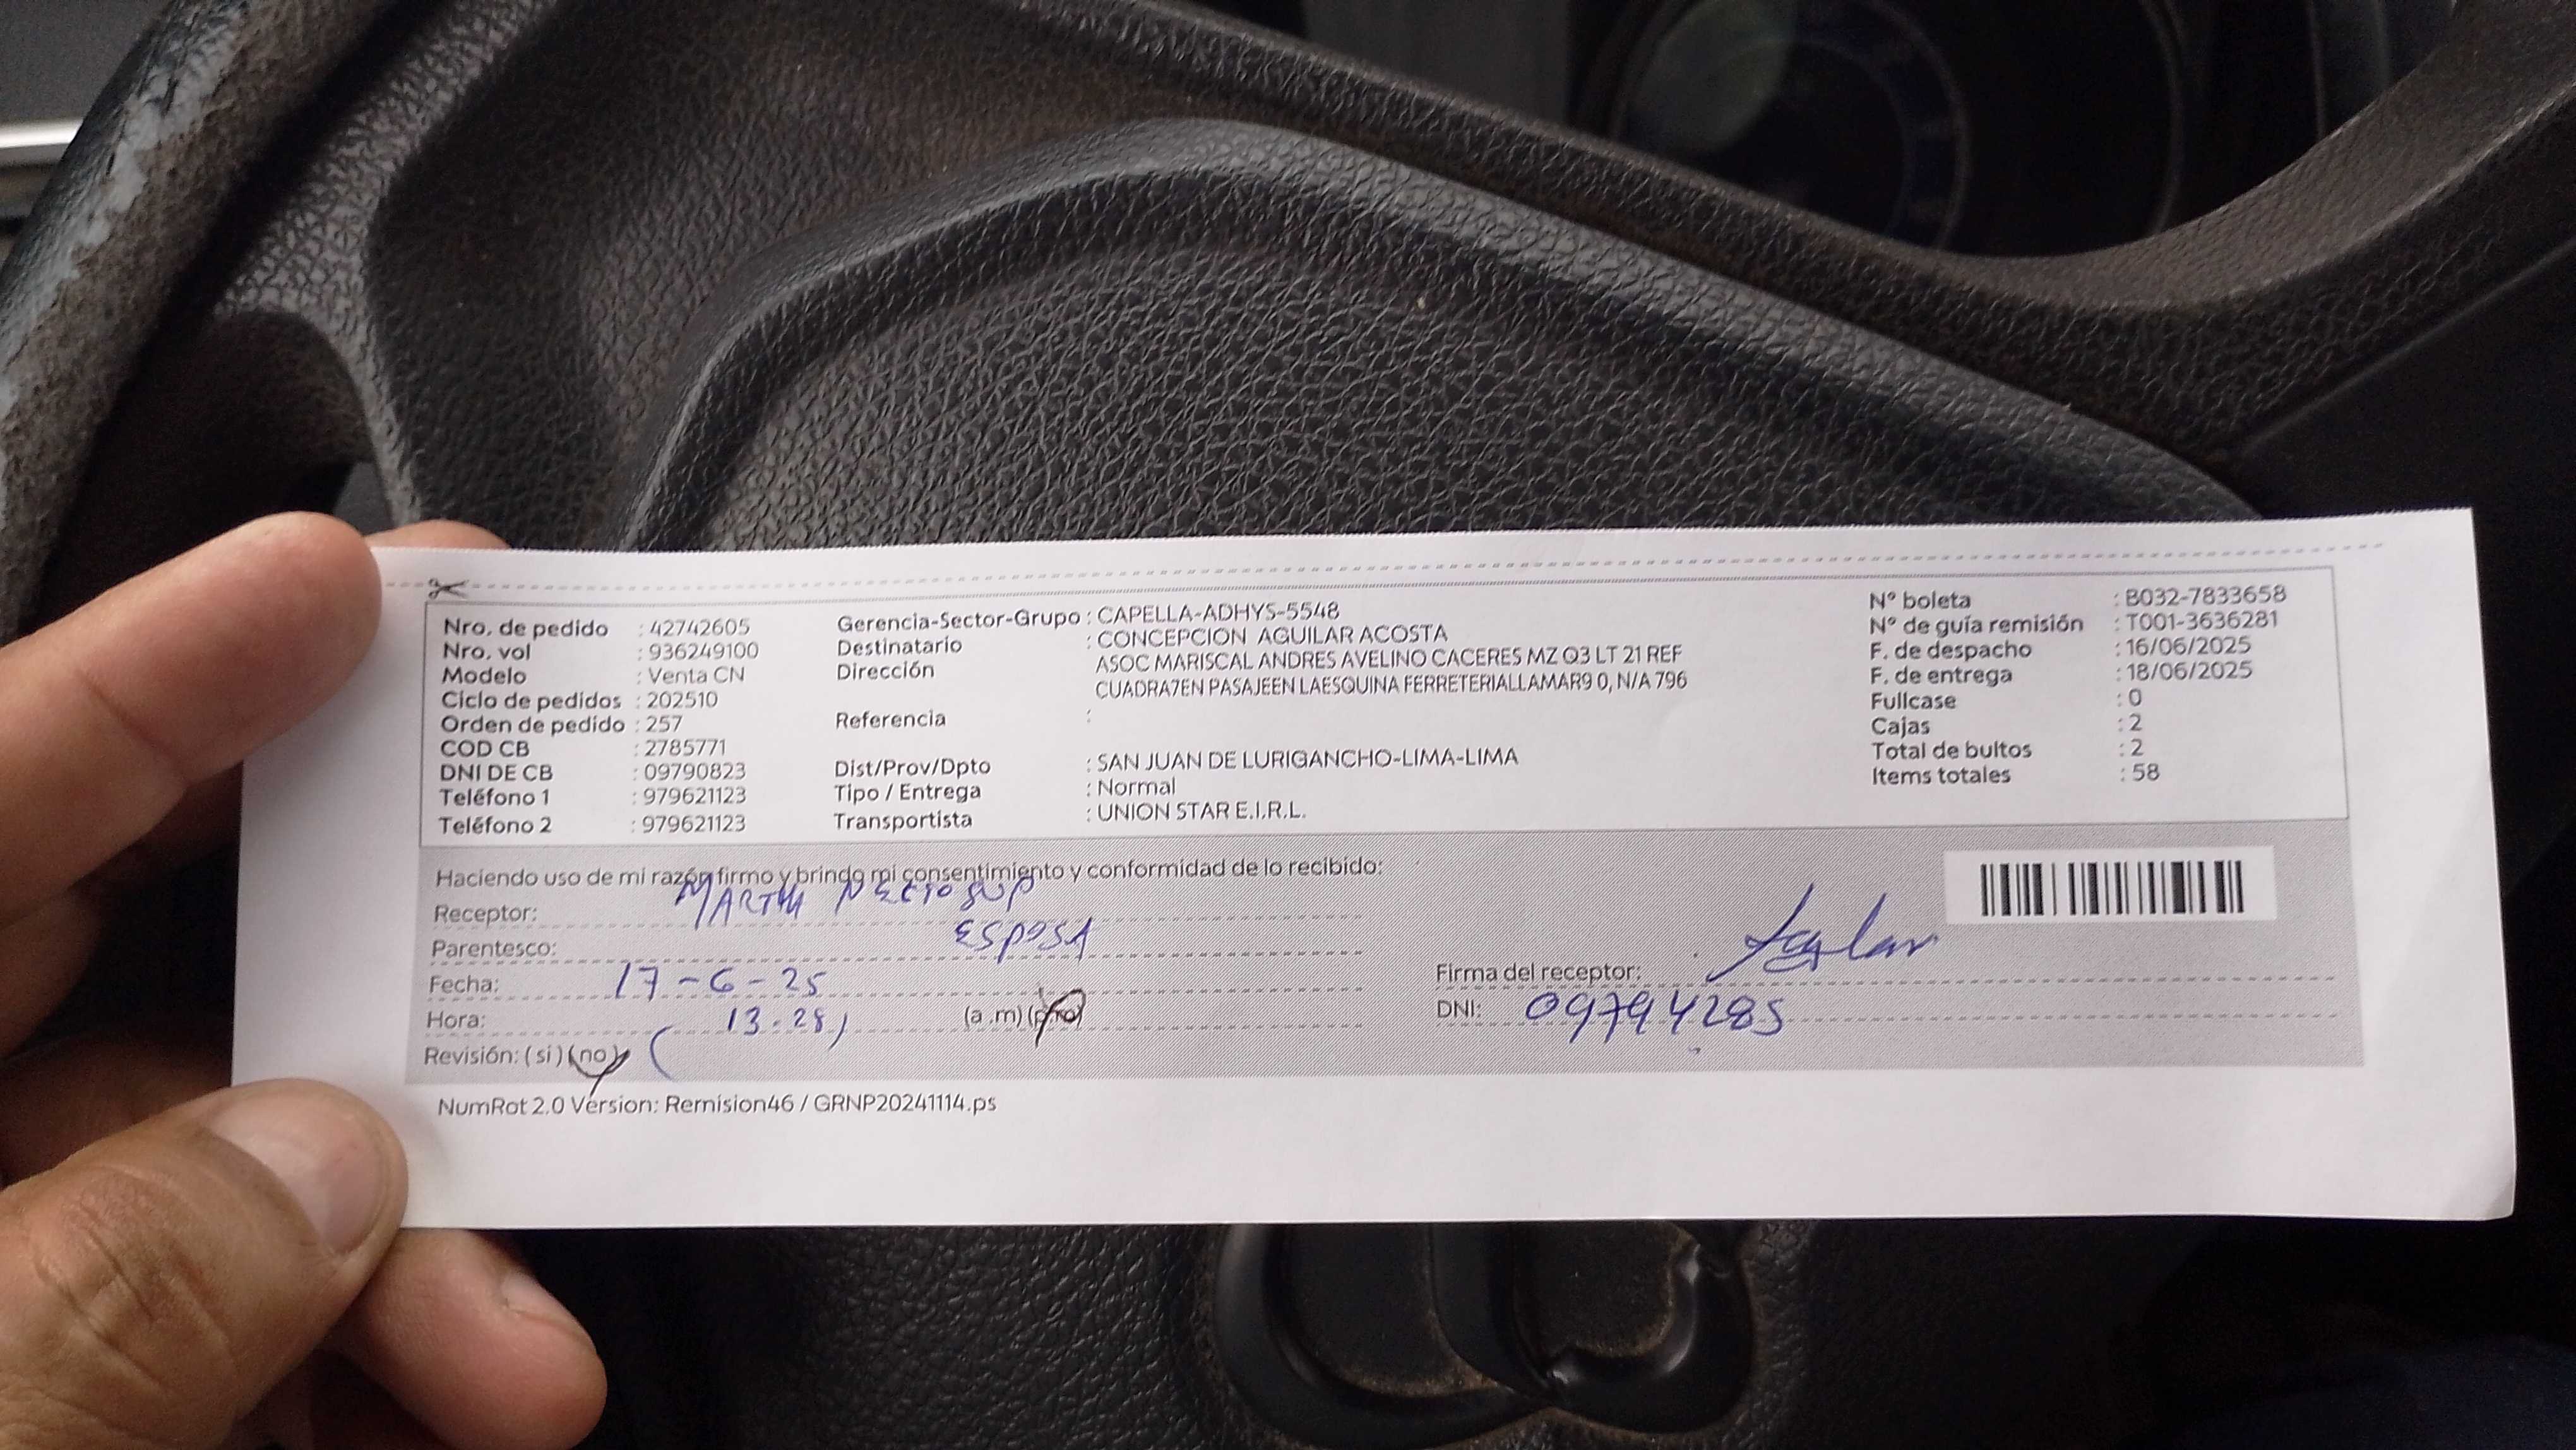 Nro. de pedido : 42742605
Nro. vol : 936249100
Modelo : Venta CN
Ciclo de pedidos : 202510
Orden de pedido : 257
COD CB : 2785771
DNI DE CB : 09790823
Teléfono 1 : 979621123
Teléfono 2 : 979621123
Gerencia-Sector-Grupo : CAPELLA-ADHYS-5548
Destinatario : CONCEPCION AGUILAR ACOSTA
Dirección ASOC MARISCAL ANDRES AVELINO CACERES MZ Q3 LT 21 REF
CUADRA7EN PASAJEEN LAESQUINA FERRETERIALLAMAR9 0, N/A 796
Referencia :
Dist/Prov/Dpto : SAN JUAN DE LURIGANCHO-LIMA-LIMA
Tipo / Entrega : Normal
Transportista : UNION STAR E.I.R.L.
N° boleta : B032-7833658
N° de guía remisión : T001-3636281
F. de despacho : 16/06/2025
F. de entrega : 18/06/2025
Fullcase : 0
Cajas : 2
Total de bultos : 2
Items totales : 58
Haciendo uso de mi razón firmo y brindo mi consentimiento y conformidad de lo recibido:
Receptor: MARTHA
Parentesco: ESPOSA
Fecha: 17-6-25
Hora: 13.28 (a .m) (p.m)
Revisión: (si) (no)
Firma del receptor:
DNI: 09794285
NumRot 2.0 Version: Remision46 / GRNP20241114.ps